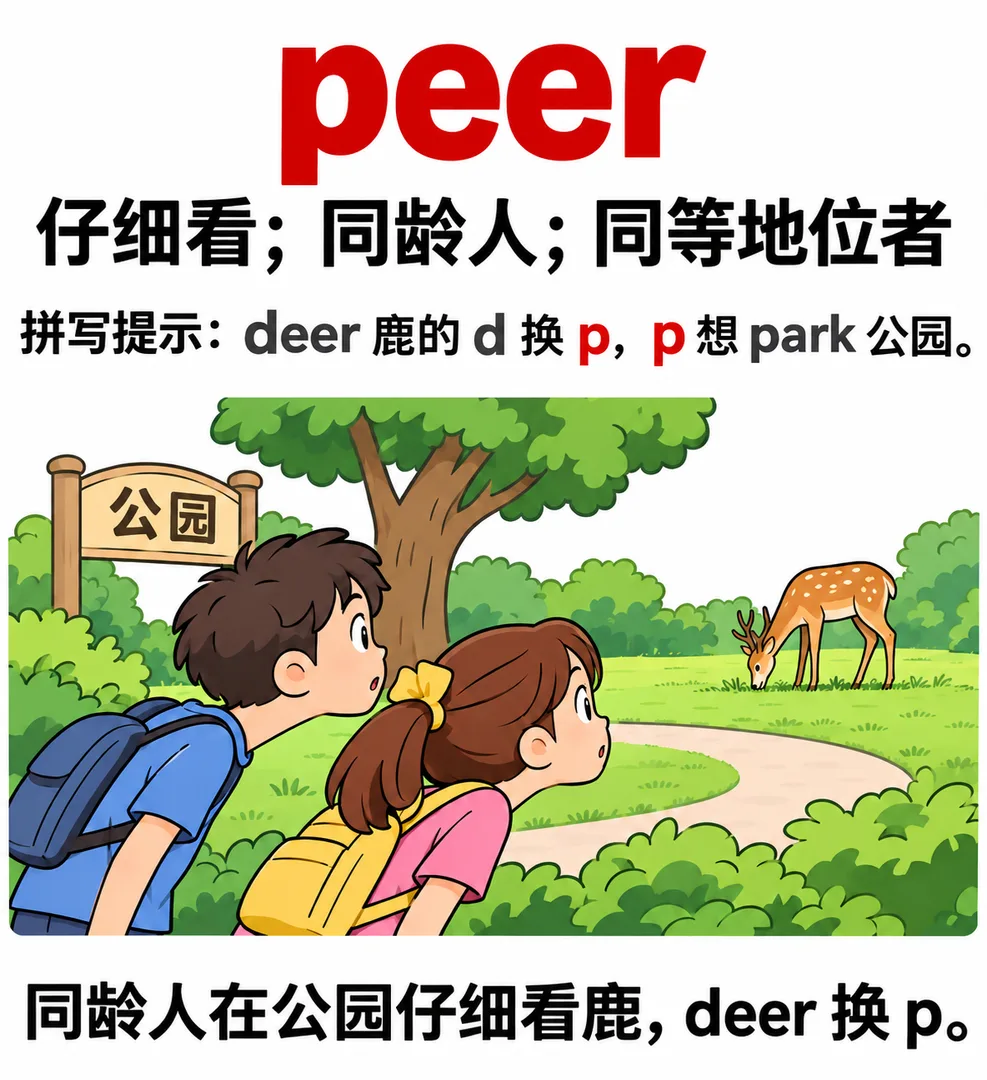 peer
仔细看；同龄人；同等地位者
拼写提示：deer 鹿的 d 换 p，p 想 park 公园。
公园
同龄人在公园仔细看鹿，deer 换 p。